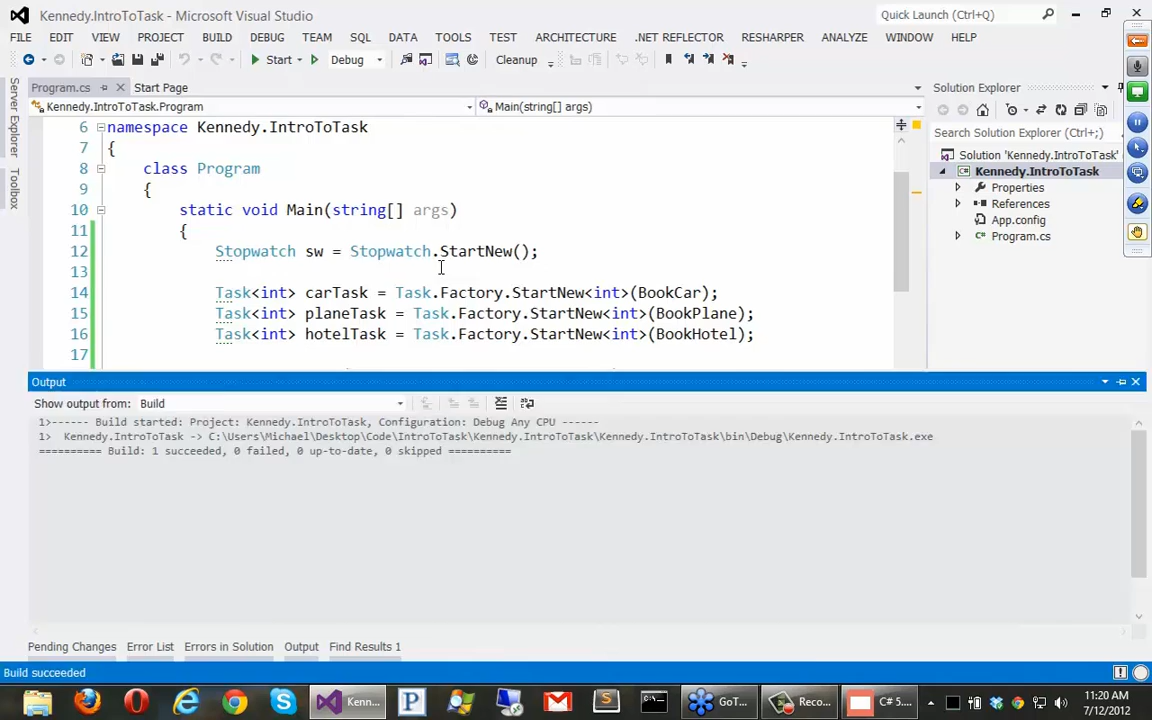 Kennedy.IntroToTask - Microsoft Visual Studio
Quick Launch (Ctrl+Q)
FILE EDIT VIEW PROJECT BUILD DEBUG TEAM SQL DATA TOOLS TEST ARCHITECTURE .NET REFLECTOR RESHARPER ANALYZE WINDOW HELP
Start Debug Cleanup
Server Explorer
Toolbox
Program.cs Start Page
Kennedy.IntroToTask.Program Main(string[] args)
6 namespace Kennedy.IntroToTask
7 {
8 class Program
9 {
10 static void Main(string[] args)
11 {
12 Stopwatch sw = Stopwatch.StartNew();
13
14 Task<int> carTask = Task.Factory.StartNew<int>(BookCar);
15 Task<int> planeTask = Task.Factory.StartNew<int>(BookPlane);
16 Task<int> hotelTask = Task.Factory.StartNew<int>(BookHotel);
17
Solution Explorer
Search Solution Explorer (Ctrl+;)
Solution 'Kennedy.IntroToTask'
Kennedy.IntroToTask
Properties
References
App.config
Program.cs
Output
Show output from: Build
1>------ Build started: Project: Kennedy.IntroToTask, Configuration: Debug Any CPU ------
1> Kennedy.IntroToTask -> C:\Users\Michael\Desktop\Code\IntroToTask\Kennedy.IntroToTask\Kennedy.IntroToTask\bin\Debug\Kennedy.IntroToTask.exe
========== Build: 1 succeeded, 0 failed, 0 up-to-date, 0 skipped ==========
Pending Changes Error List Errors in Solution Output Find Results 1
Build succeeded
Kenn... GoT... Reco... C# 5....
11:20 AM
7/12/2012